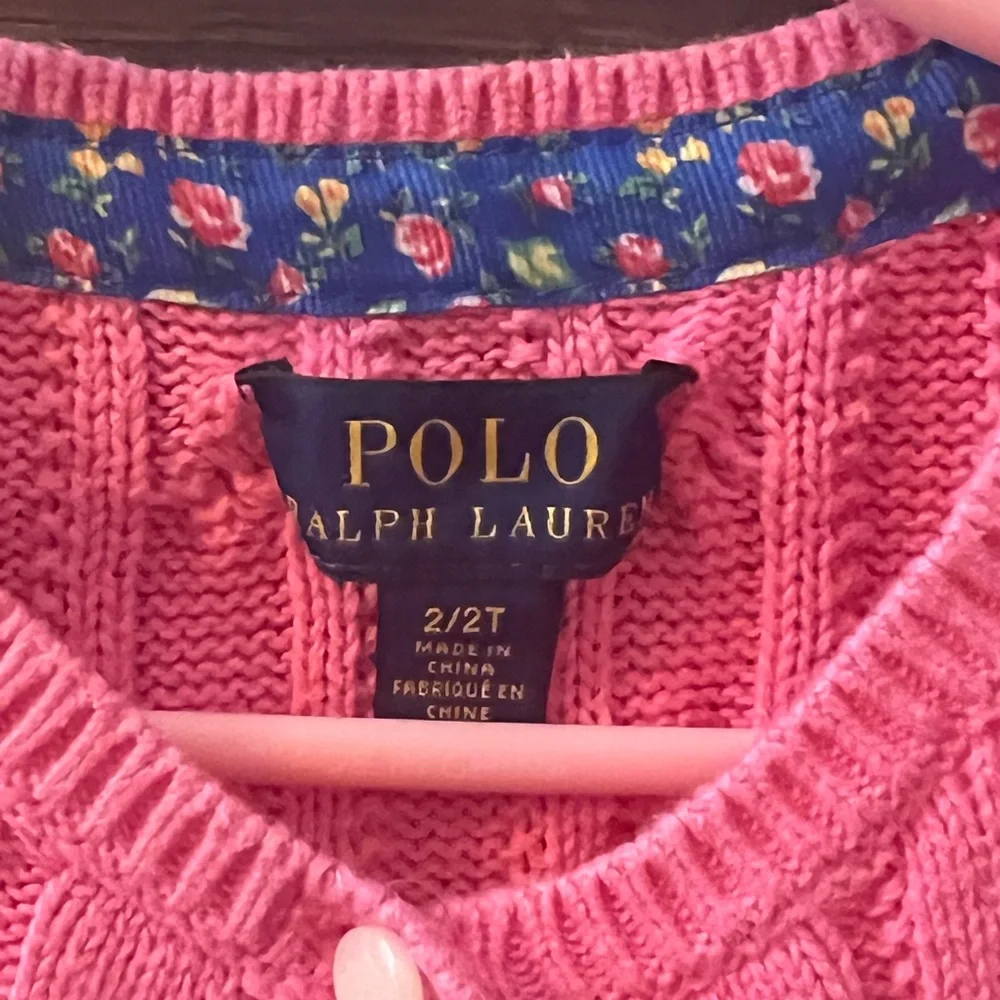 POLO
RALPH LAUREN
2/2T
MADE IN
CHINA
FABRIQUÉ EN
CHINE